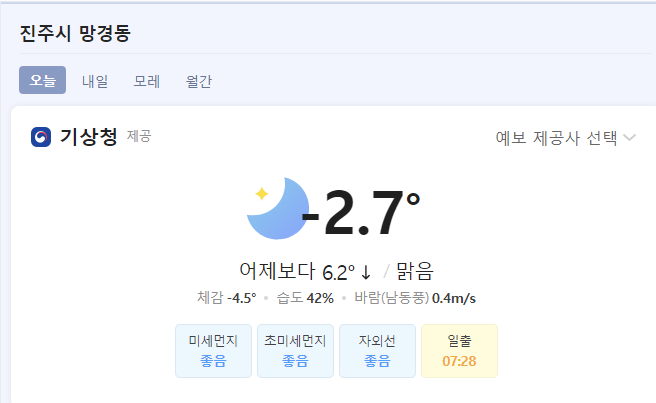 진주시 망경동
오늘 내일 모레 월간
기상청 제공 예보 제공사 선택
-2.7°
어제보다 6.2°↓ / 맑음
체감 -4.5° • 습도 42% • 바람(남동풍) 0.4m/s
미세먼지 초미세먼지 자외선 일출
좋음 좋음 좋음 07:28